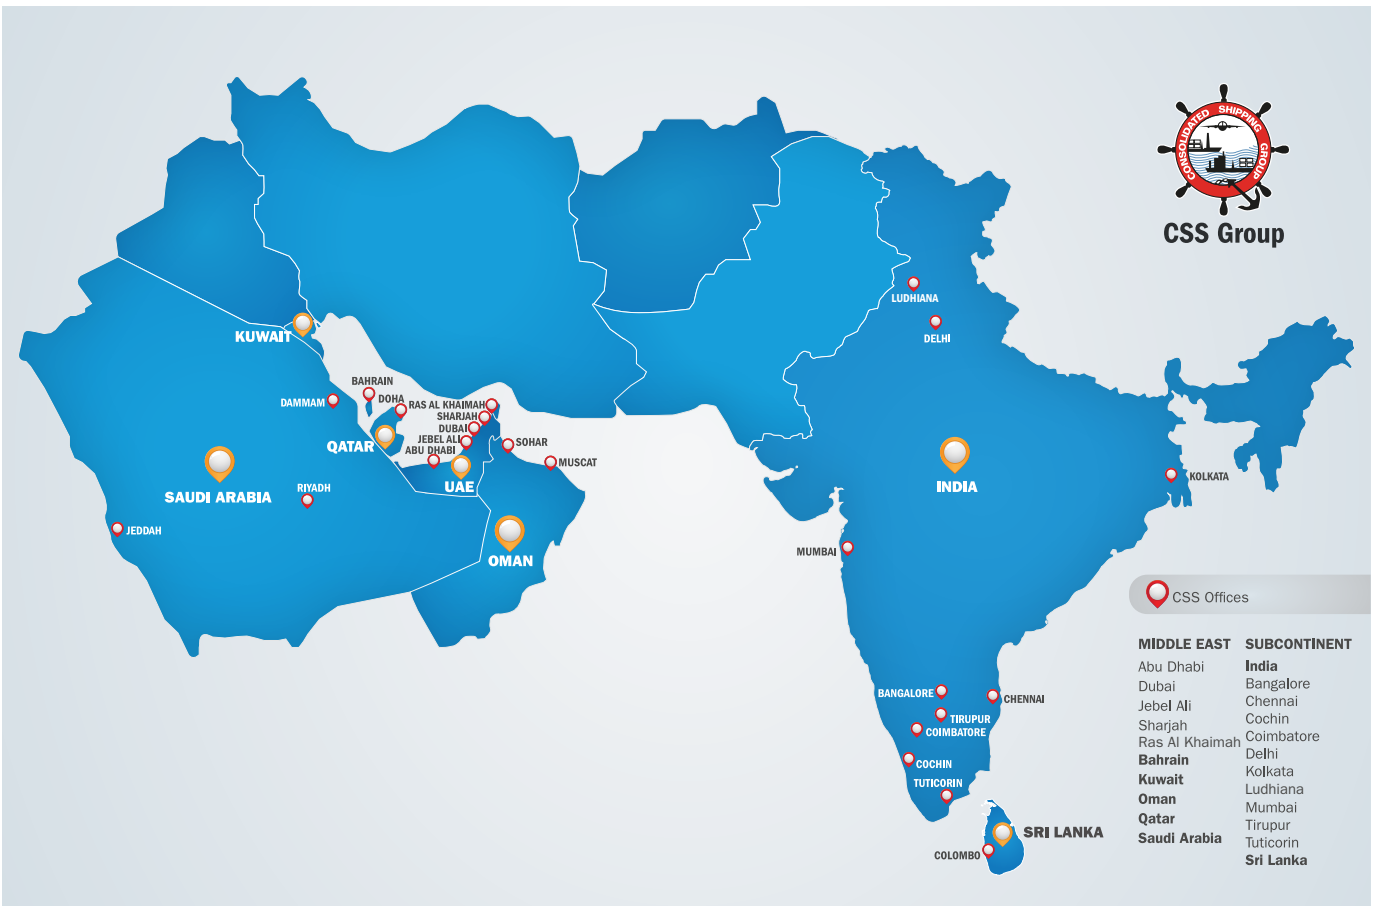 CONSOLIDATED SHIPPING GROUP
CSS Group
LUDHIANA
DELHI
KUWAIT
BAHRAIN
DOHA
DAMMAM
RAS AL KHAIMAH
SHARJAH
DUBAI
JEBEL ALI
ABU DHABI
QATAR
SOHAR
MUSCAT
UAE
SAUDI ARABIA
RIYADH
JEDDAH
OMAN
INDIA
KOLKATA
MUMBAI
BANGALORE
CHENNAI
TIRUPUR
COIMBATORE
COCHIN
TUTICORIN
SRI LANKA
COLOMBO
CSS Offices
MIDDLE EAST
Abu Dhabi
Dubai
Jebel Ali
Sharjah
Ras Al Khaimah
Bahrain
Kuwait
Oman
Qatar
Saudi Arabia
SUBCONTINENT
India
Bangalore
Chennai
Cochin
Coimbatore
Delhi
Kolkata
Ludhiana
Mumbai
Tirupur
Tuticorin
Sri Lanka